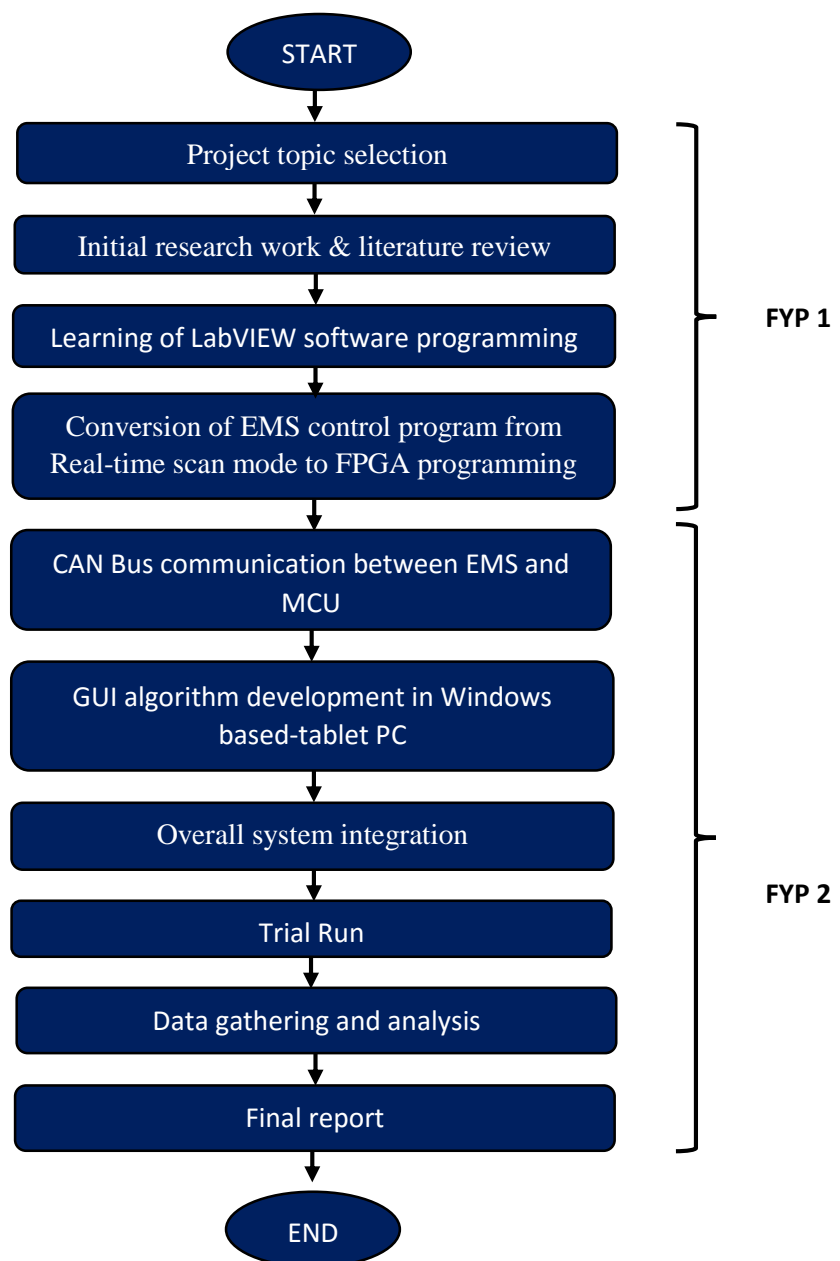 START
Project topic selection
Initial research work & literature review
Learning of LabVIEW software programming
Conversion of EMS control program from
Real-time scan mode to FPGA programming
FYP 1
CAN Bus communication between EMS and
MCU
GUI algorithm development in Windows
based-tablet PC
Overall system integration
FYP 2
Trial Run
Data gathering and analysis
Final report
END